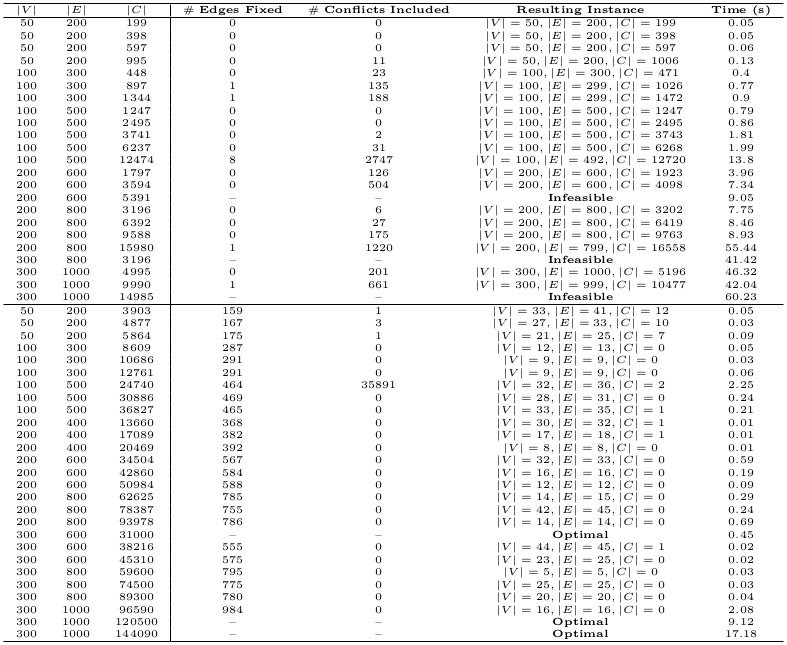 |V| |E| |C| # Edges Fixed # Conflicts Included Resulting Instance Time (s)
50 200 199 0 0 |V| = 50, |E| = 200, |C| = 199 0.05
50 200 398 0 0 |V| = 50, |E| = 200, |C| = 398 0.05
50 200 597 0 0 |V| = 50, |E| = 200, |C| = 597 0.06
50 200 995 0 11 |V| = 50, |E| = 200, |C| = 1006 0.13
100 300 448 0 23 |V| = 100, |E| = 300, |C| = 471 0.4
100 300 897 1 135 |V| = 100, |E| = 299, |C| = 1026 0.77
100 300 1344 1 188 |V| = 100, |E| = 299, |C| = 1472 0.9
100 500 1247 0 0 |V| = 100, |E| = 500, |C| = 1247 0.79
100 500 2495 0 0 |V| = 100, |E| = 500, |C| = 2495 0.86
100 500 3741 0 2 |V| = 100, |E| = 500, |C| = 3743 1.81
100 500 6237 0 31 |V| = 100, |E| = 500, |C| = 6268 1.99
100 500 12474 8 2747 |V| = 100, |E| = 492, |C| = 12720 13.8
200 600 1797 0 126 |V| = 200, |E| = 600, |C| = 1923 3.96
200 600 3594 0 504 |V| = 200, |E| = 600, |C| = 4098 7.34
200 600 5391 – – Infeasible 9.05
200 800 3196 0 6 |V| = 200, |E| = 800, |C| = 3202 7.75
200 800 6392 0 27 |V| = 200, |E| = 800, |C| = 6419 8.46
200 800 9588 0 175 |V| = 200, |E| = 800, |C| = 9763 8.93
200 800 15980 1 1220 |V| = 200, |E| = 799, |C| = 16558 55.44
300 800 3196 – – Infeasible 41.42
300 1000 4995 0 201 |V| = 300, |E| = 1000, |C| = 5196 46.32
300 1000 9990 1 661 |V| = 300, |E| = 999, |C| = 10477 42.04
300 1000 14985 – – Infeasible 60.23
50 200 3903 159 1 |V| = 33, |E| = 41, |C| = 12 0.05
50 200 4877 167 3 |V| = 27, |E| = 33, |C| = 10 0.03
50 200 5864 175 1 |V| = 21, |E| = 25, |C| = 7 0.09
100 300 8609 287 0 |V| = 12, |E| = 13, |C| = 0 0.05
100 300 10686 291 0 |V| = 9, |E| = 9, |C| = 0 0.03
100 300 12761 291 0 |V| = 9, |E| = 9, |C| = 0 0.06
100 500 24740 464 35891 |V| = 32, |E| = 36, |C| = 2 2.25
100 500 30886 469 0 |V| = 28, |E| = 31, |C| = 0 0.24
100 500 36827 465 0 |V| = 33, |E| = 35, |C| = 1 0.21
200 400 13660 368 0 |V| = 30, |E| = 32, |C| = 1 0.01
200 400 17089 382 0 |V| = 17, |E| = 18, |C| = 1 0.01
200 400 20469 392 0 |V| = 8, |E| = 8, |C| = 0 0.01
200 600 34504 567 0 |V| = 32, |E| = 33, |C| = 0 0.59
200 600 42860 584 0 |V| = 16, |E| = 16, |C| = 0 0.19
200 600 50984 588 0 |V| = 12, |E| = 12, |C| = 0 0.09
200 800 62625 785 0 |V| = 14, |E| = 15, |C| = 0 0.29
200 800 78387 755 0 |V| = 42, |E| = 45, |C| = 0 0.24
200 800 93978 786 0 |V| = 14, |E| = 14, |C| = 0 0.69
300 600 31000 – – Optimal 0.45
300 600 38216 555 0 |V| = 44, |E| = 45, |C| = 1 0.02
300 600 45310 575 0 |V| = 23, |E| = 25, |C| = 0 0.02
300 800 59600 795 0 |V| = 5, |E| = 5, |C| = 0 0.03
300 800 74500 775 0 |V| = 25, |E| = 25, |C| = 0 0.03
300 800 89300 780 0 |V| = 20, |E| = 20, |C| = 0 0.04
300 1000 96590 984 0 |V| = 16, |E| = 16, |C| = 0 2.08
300 1000 120500 – – Optimal 9.12
300 1000 144090 – – Optimal 17.18